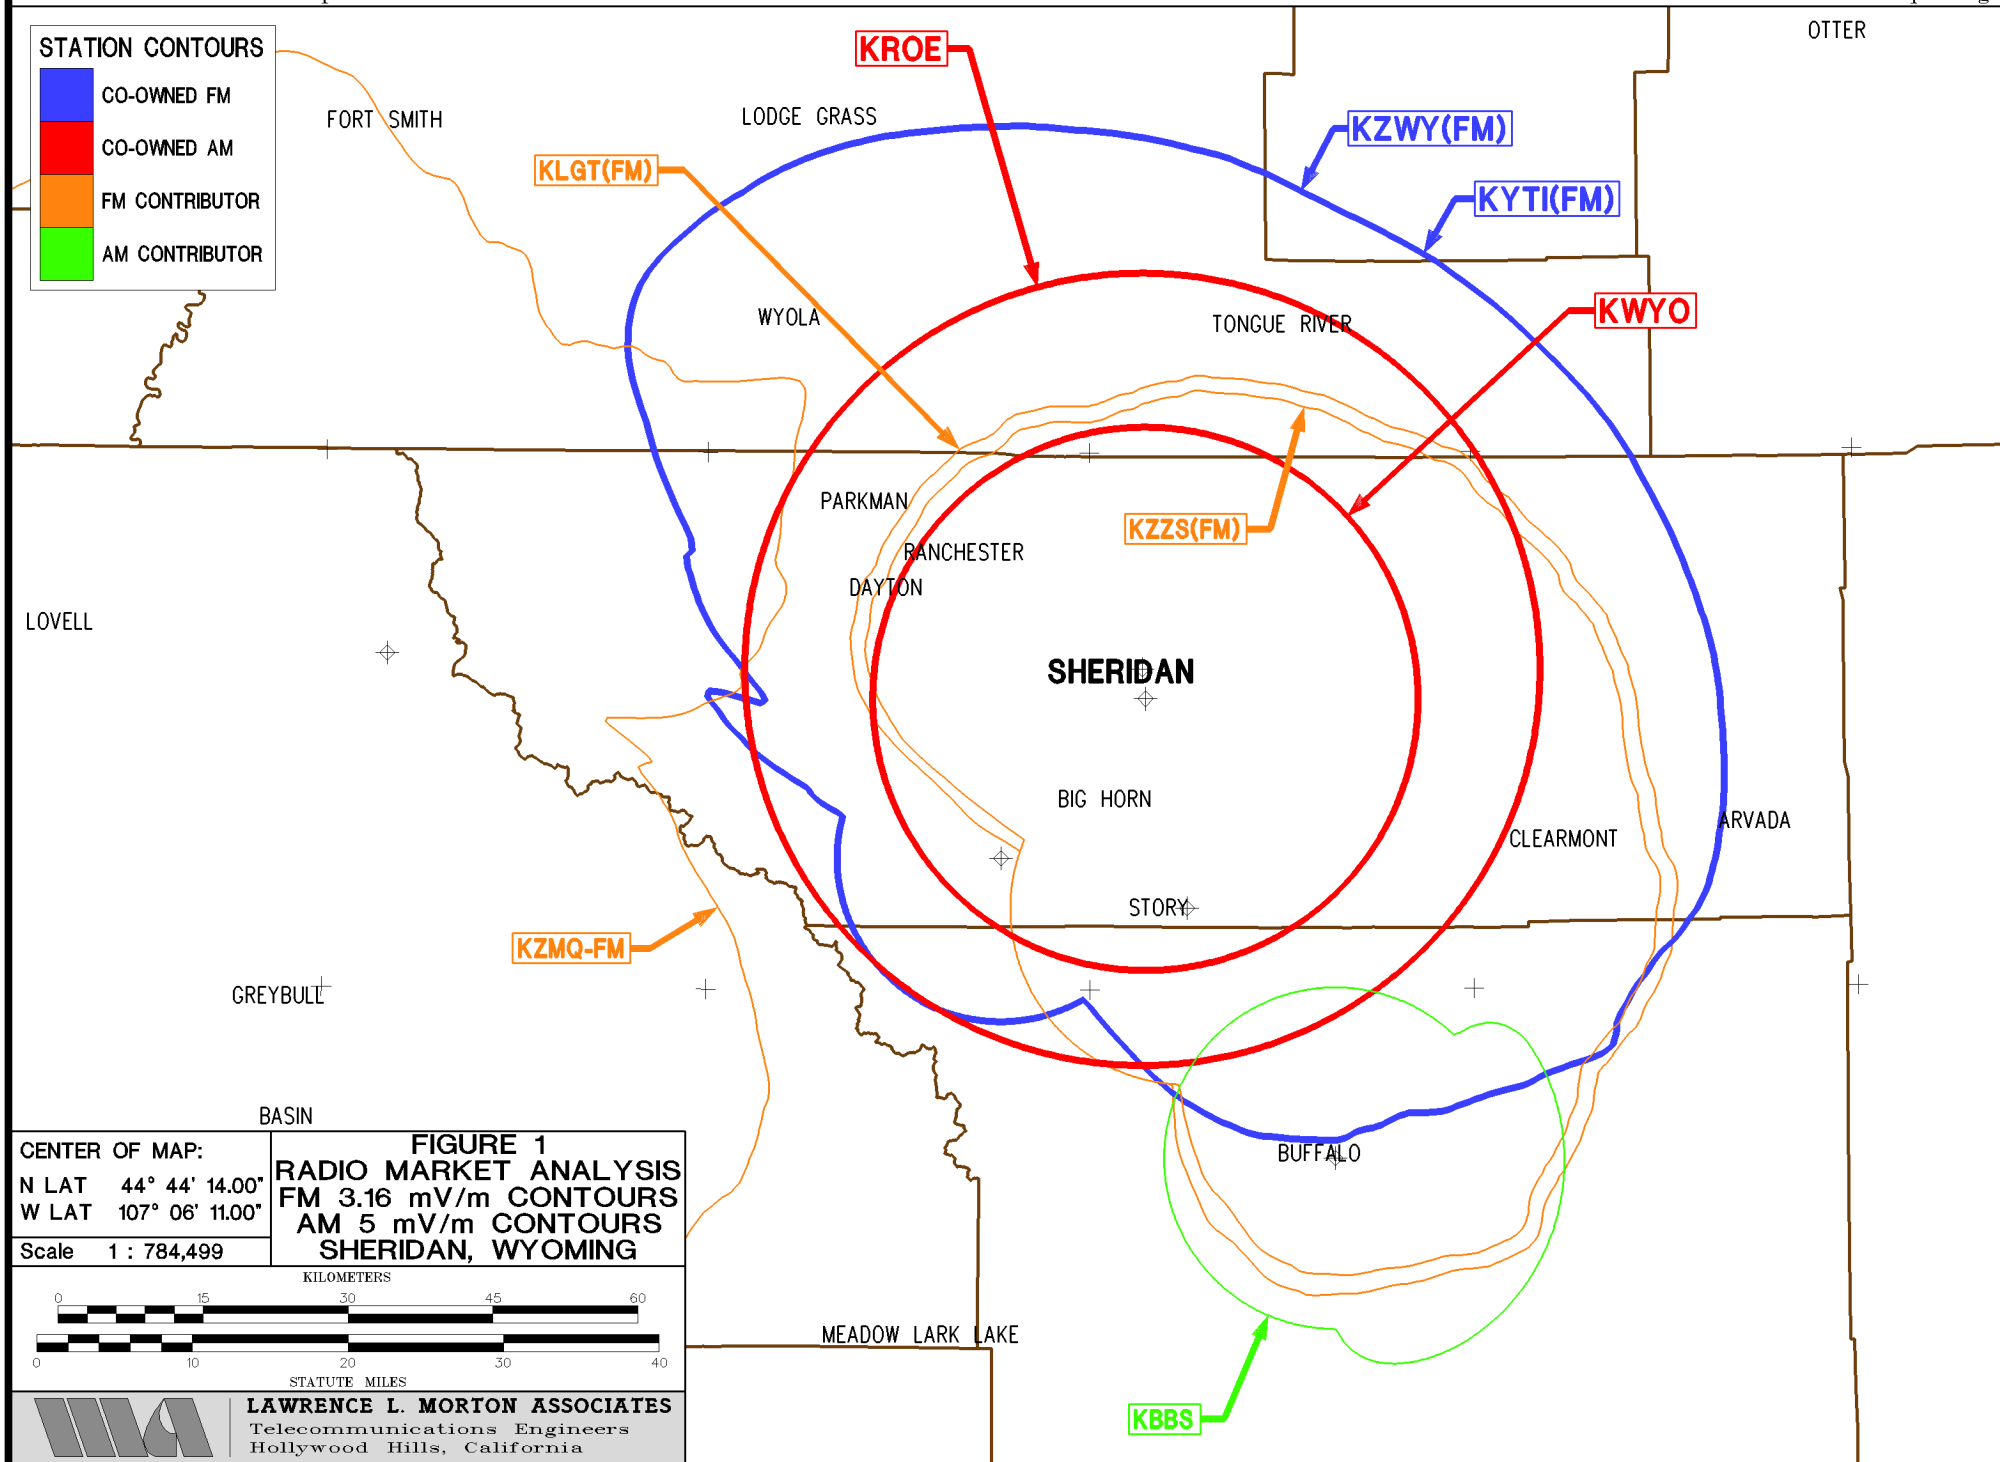 STATION CONTOURS
CO-OWNED FM
CO-OWNED AM
FM CONTRIBUTOR
AM CONTRIBUTOR
OTTER
KROE
FORT SMITH
LODGE GRASS
KZWY(FM)
KLGT(FM)
KYTI(FM)
WYOLA
TONGUE RIVER
KWYO
PARKMAN
KZZS(FM)
RANCHESTER
DAYTON
LOVELL
SHERIDAN
BIG HORN
ARVADA
CLEARMONT
STORY
KZMQ-FM
GREYBULL
BASIN
BUFFALO
CENTER OF MAP:
N LAT 44° 44' 14.00"
W LAT 107° 06' 11.00"
Scale 1 : 784,499
FIGURE 1
RADIO MARKET ANALYSIS
FM 3.16 mV/m CONTOURS
AM 5 mV/m CONTOURS
SHERIDAN, WYOMING
KILOMETERS
0 15 30 45 60
0 10 20 30 40
STATUTE MILES
MEADOW LARK LAKE
KBBS
LAWRENCE L. MORTON ASSOCIATES
Telecommunications Engineers
Hollywood Hills, California